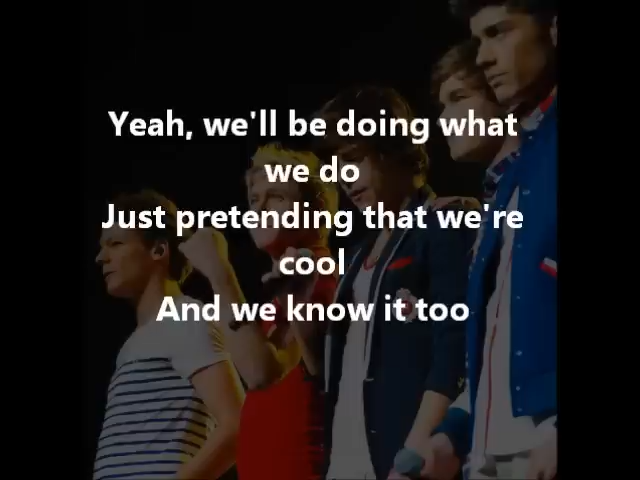 Yeah, we'll be doing what
we do
Just pretending that we're
cool
And we know it too